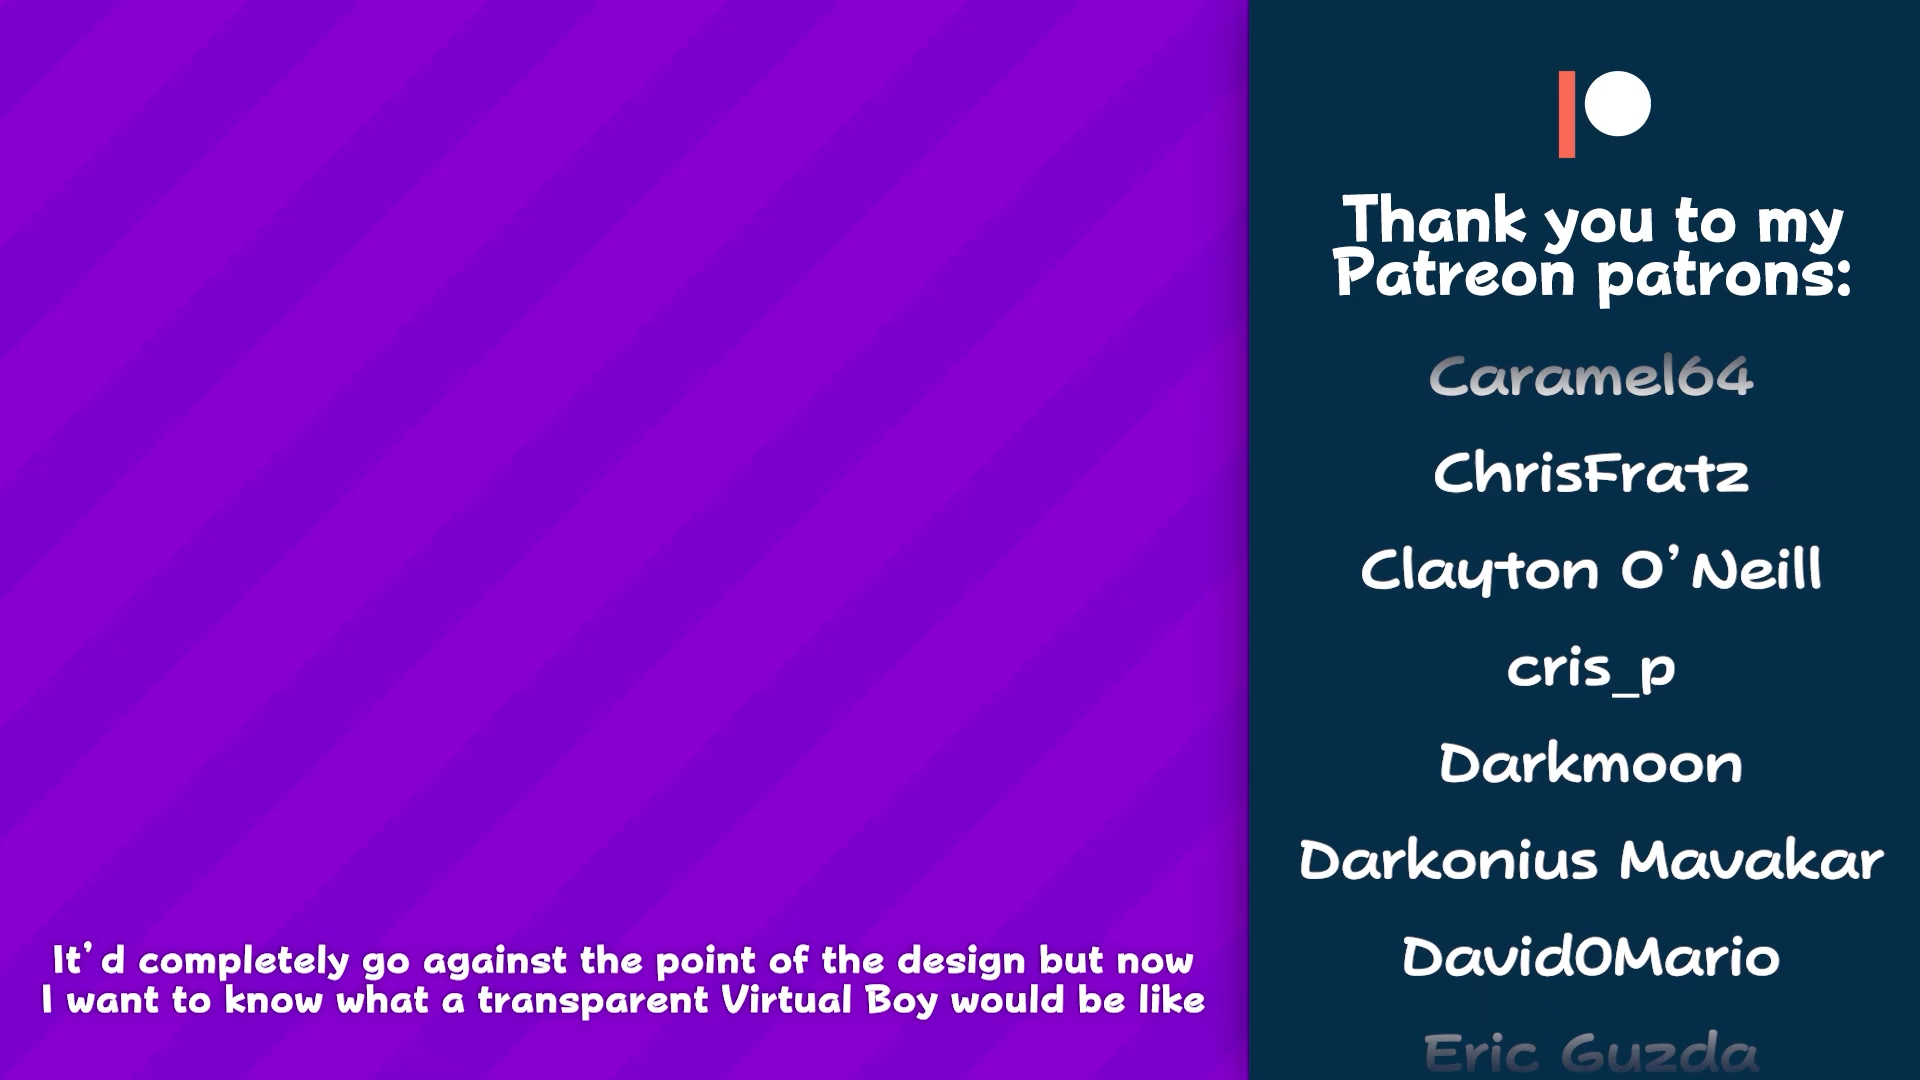 Thank you to my
Patreon patrons:
Caramel64
ChrisFratz
Clayton O'Neill
cris_p
Darkmoon
Darkonius Mavakar
David0Mario
Eric Guzda
It'd completely go against the point of the design but now
I want to know what a transparent Virtual Boy would be like